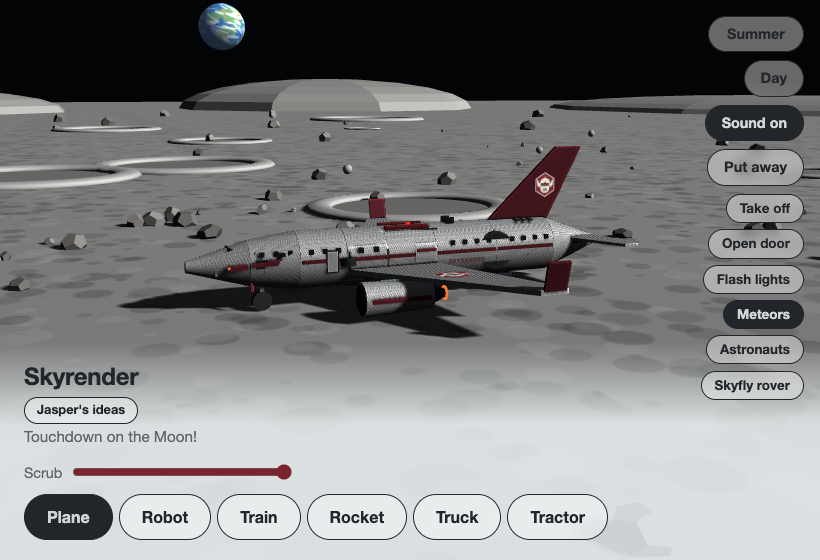 Summer
Day
Sound on
Put away
Take off
Open door
Flash lights
Meteors
Astronauts
Skyfly rover
Skyrender
Jasper's ideas
Touchdown on the Moon!
Scrub
Plane
Robot
Train
Rocket
Truck
Tractor